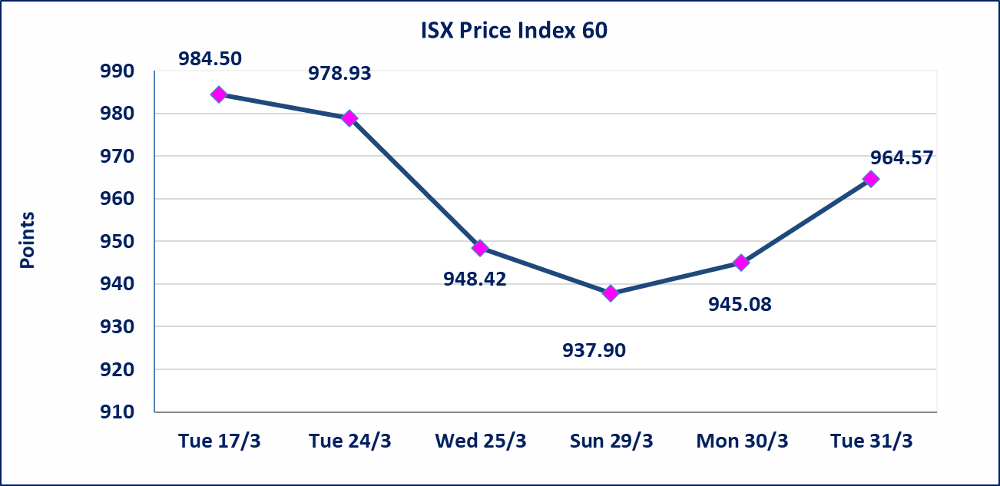 ISX Price Index 60
984.50
978.93
948.42
937.90
945.08
964.57
990
980
970
960
950
940
930
920
910
Points
Tue 17/3
Tue 24/3
Wed 25/3
Sun 29/3
Mon 30/3
Tue 31/3